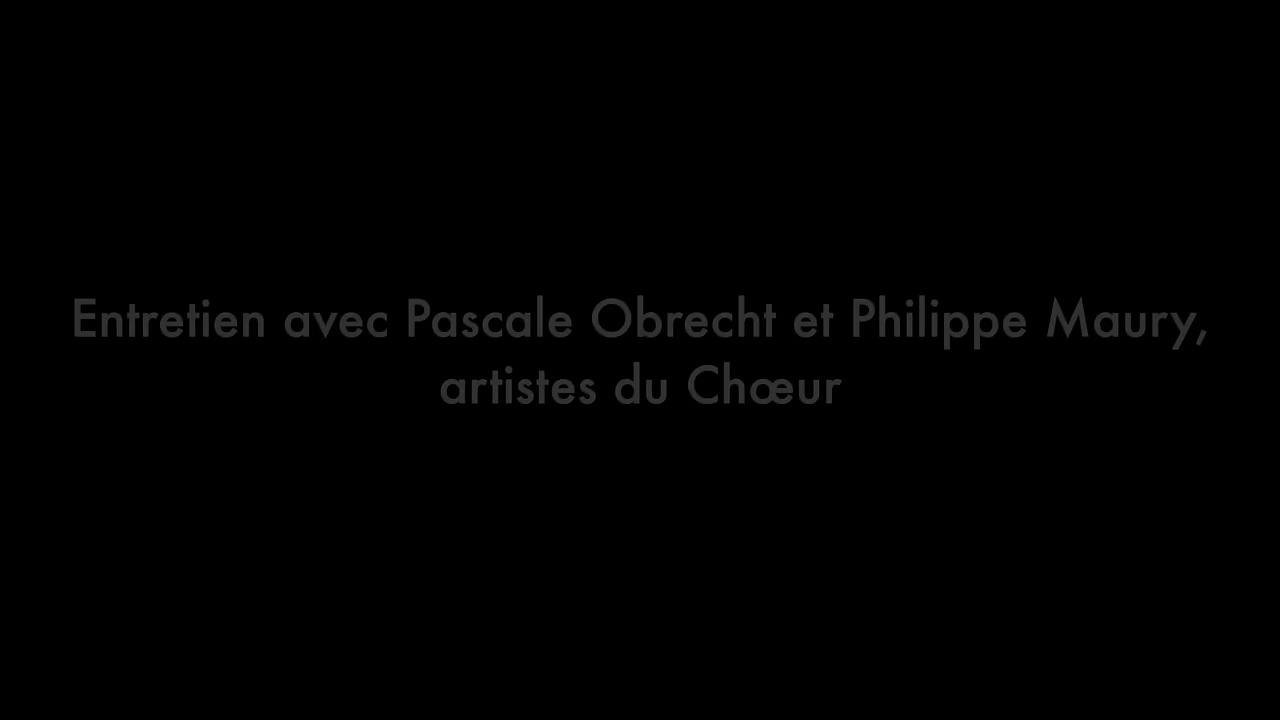 Entretien avec Pascale Obrecht et Philippe Maury,
artistes du Chœur